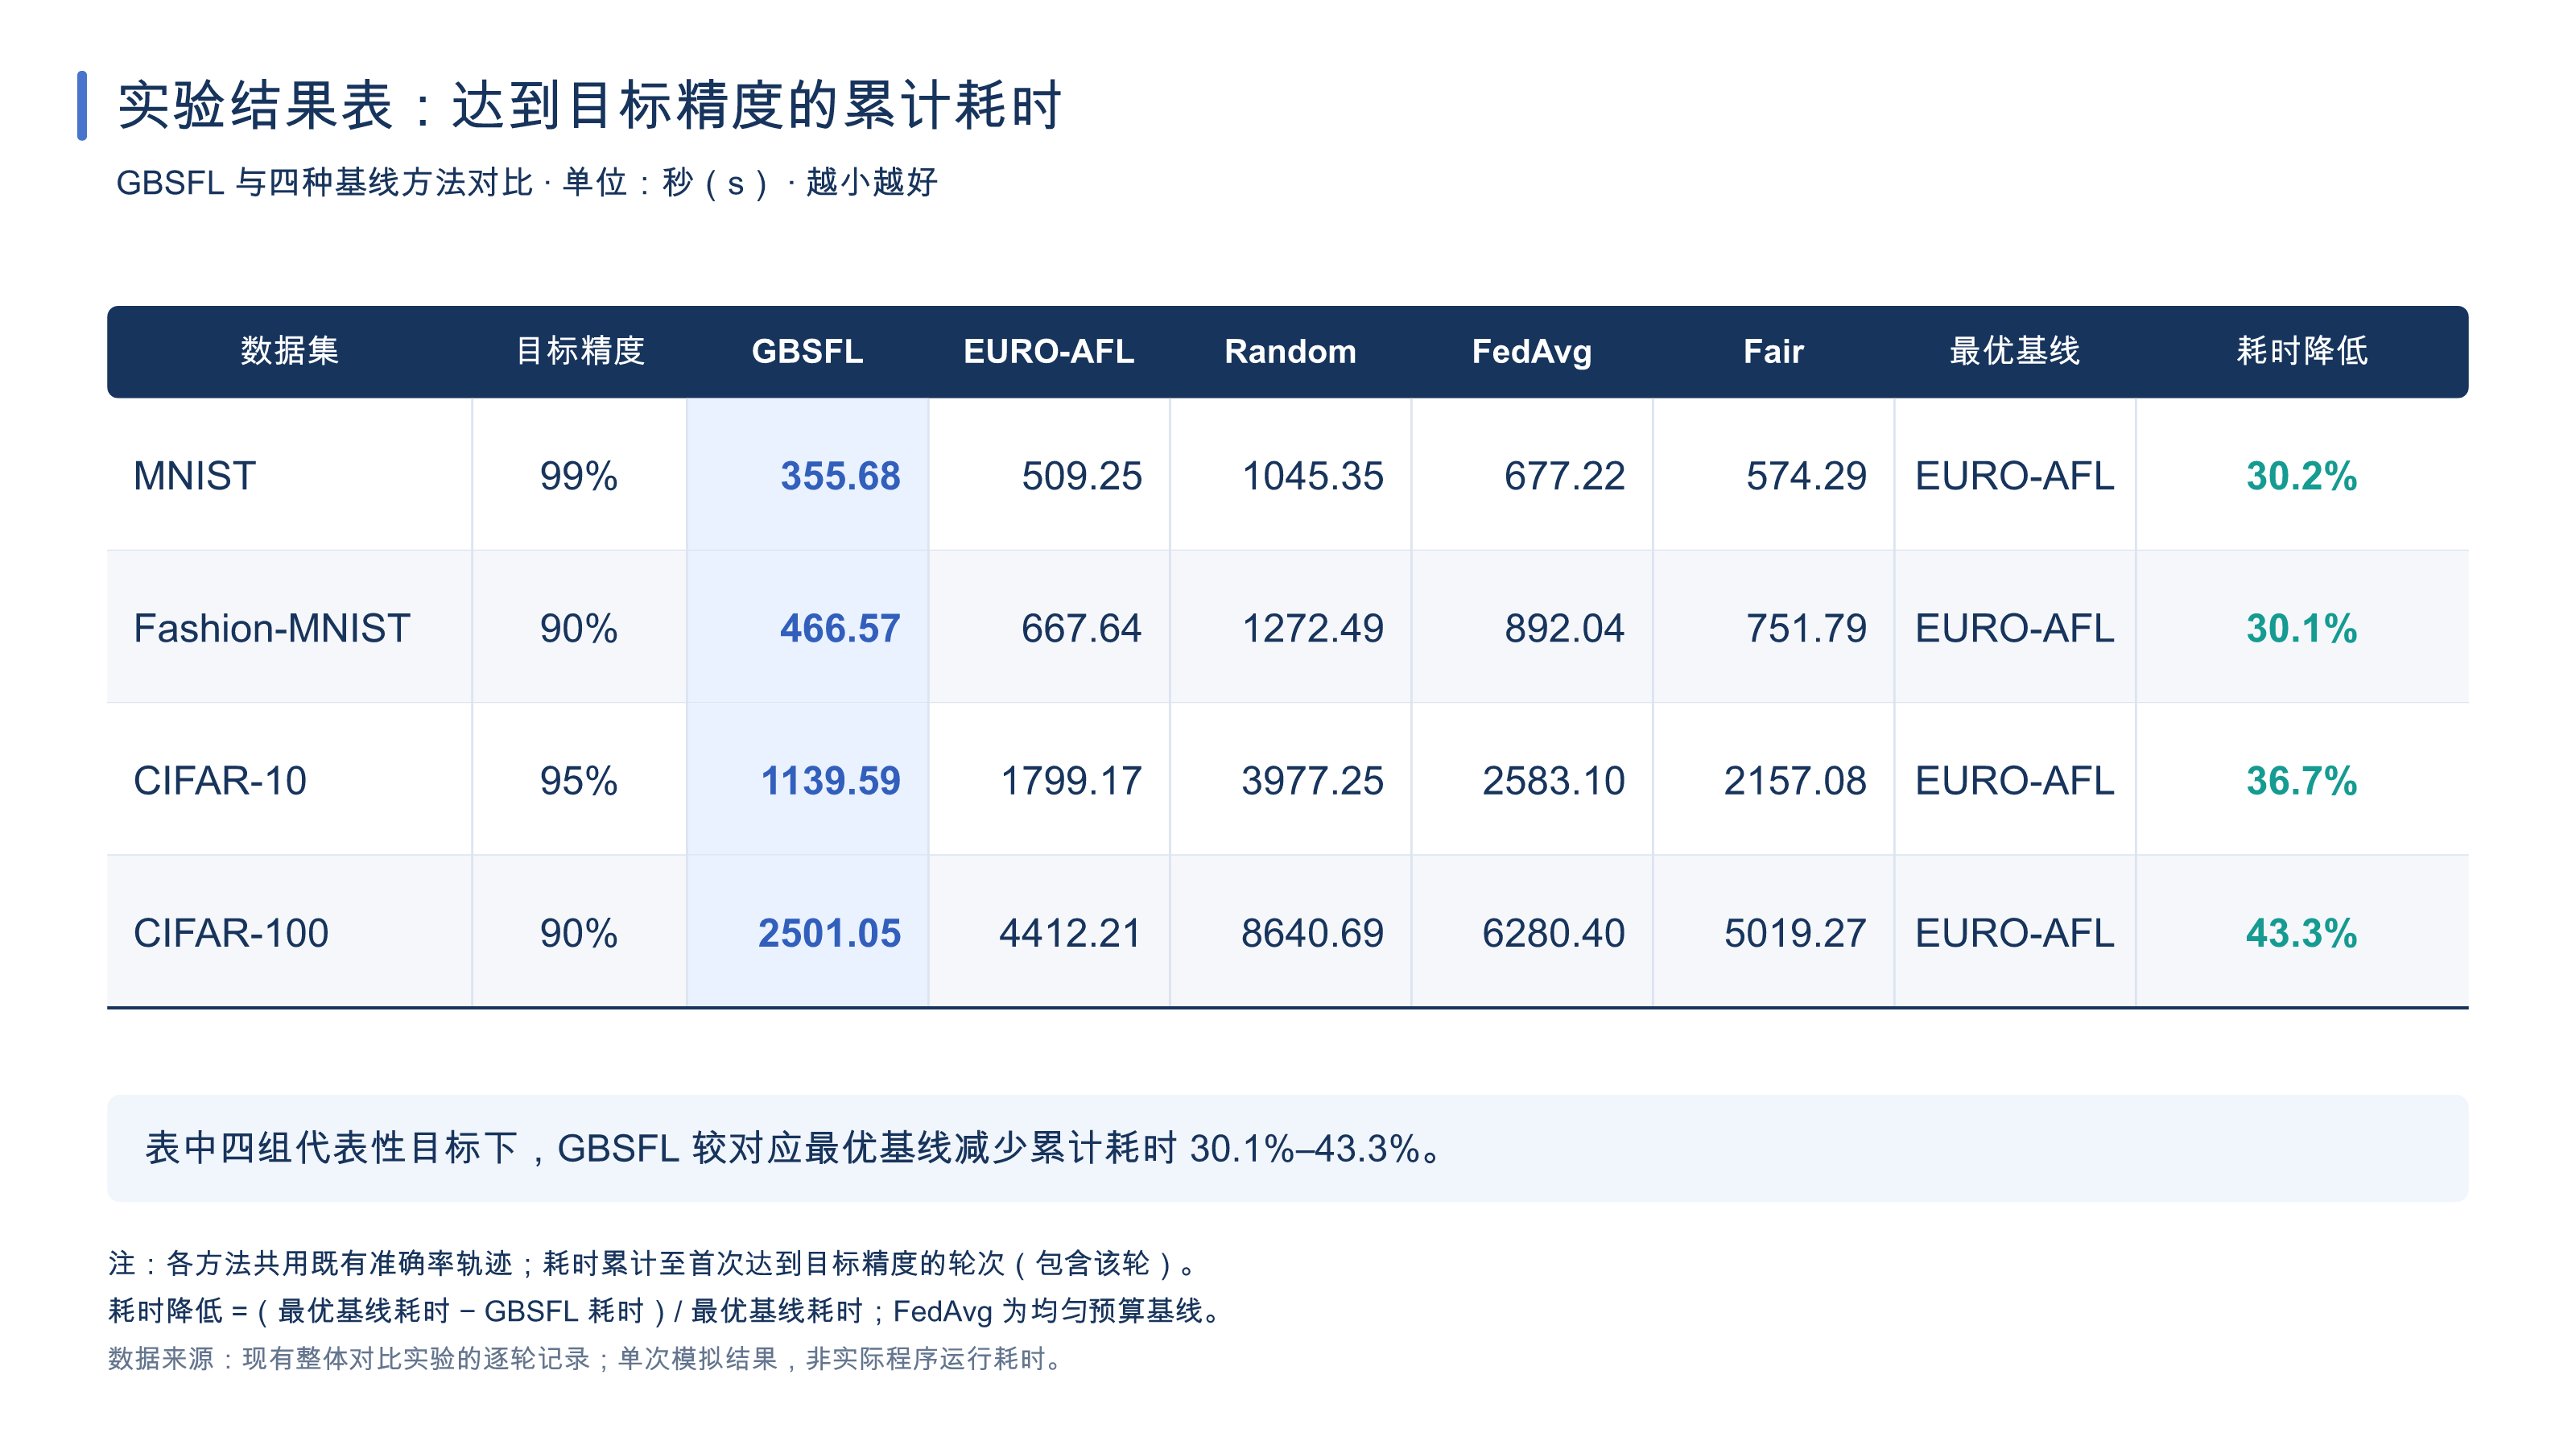 实验结果表：达到目标精度的累计耗时
GBSFL 与四种基线方法对比 · 单位：秒（s）· 越小越好
数据集 目标精度 GBSFL EURO-AFL Random FedAvg Fair 最优基线 耗时降低
MNIST 99% 355.68 509.25 1045.35 677.22 574.29 EURO-AFL 30.2%
Fashion-MNIST 90% 466.57 667.64 1272.49 892.04 751.79 EURO-AFL 30.1%
CIFAR-10 95% 1139.59 1799.17 3977.25 2583.10 2157.08 EURO-AFL 36.7%
CIFAR-100 90% 2501.05 4412.21 8640.69 6280.40 5019.27 EURO-AFL 43.3%
表中四组代表性目标下，GBSFL 较对应最优基线减少累计耗时 30.1%–43.3%。
注：各方法共用既有准确率轨迹；耗时累计至首次达到目标精度的轮次（包含该轮）。
耗时降低 =（最优基线耗时 − GBSFL 耗时）/ 最优基线耗时；FedAvg 为均匀预算基线。
数据来源：现有整体对比实验的逐轮记录；单次模拟结果，非实际程序运行耗时。